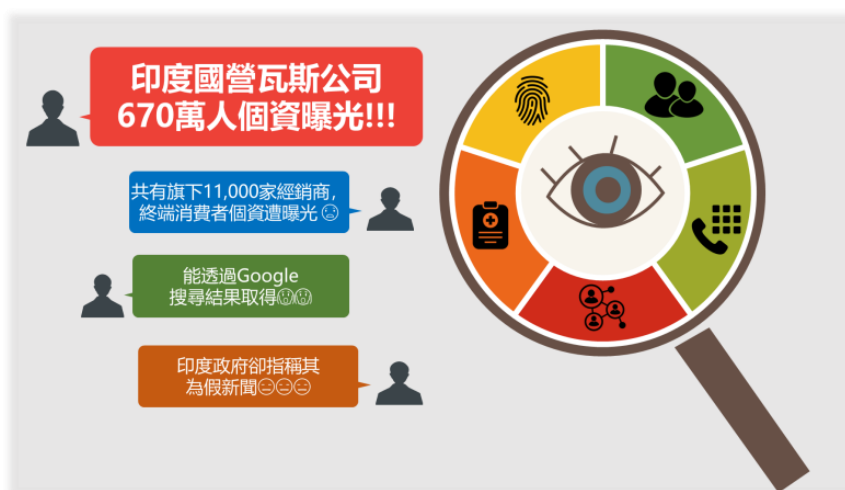 印度國營瓦斯公司
670萬人個資曝光!!!
共有旗下11,000家經銷商，
終端消費者個資遭曝光😢
能透過Google
搜尋結果取得😱😱
印度政府卻指稱其
為假新聞😑😑😑